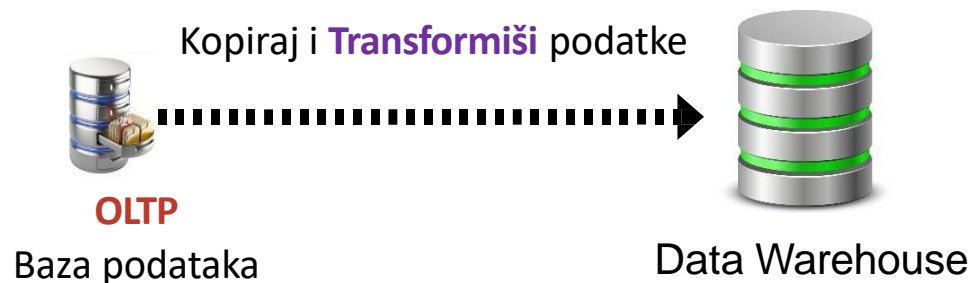 Kopiraj i Transformiši podatke
OLTP
Baza podataka
Data Warehouse